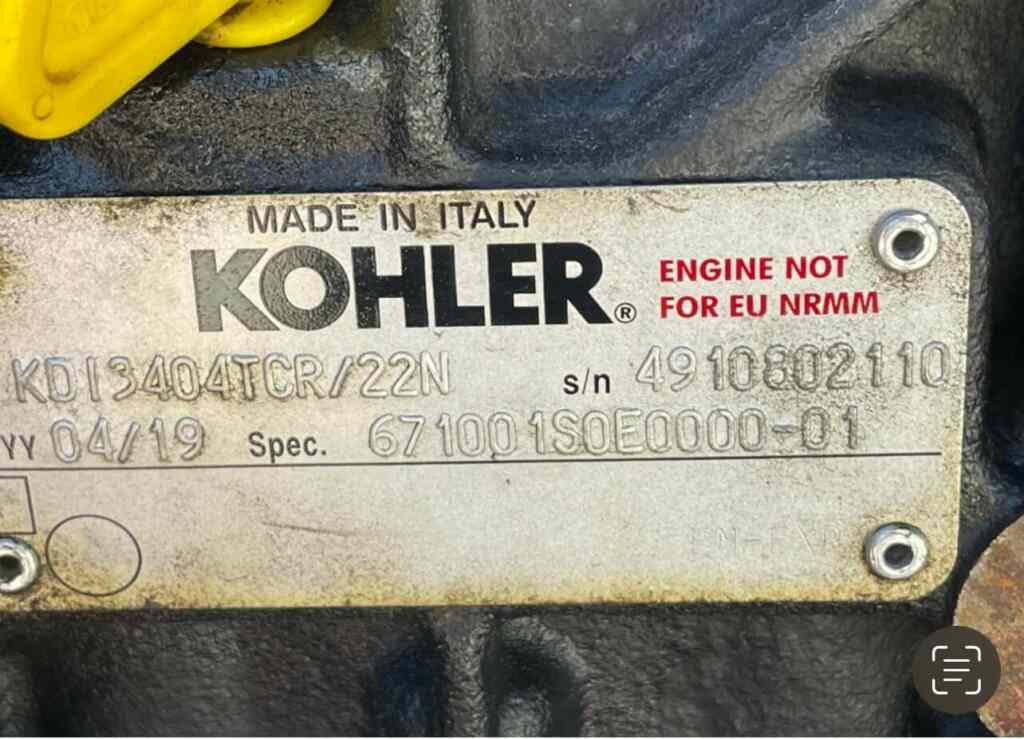 MADE IN ITALY
KOHLER®
ENGINE NOT
FOR EU NRMM
KDI3404TCR/22N s/n 4910802110
YY 04/19 Spec. 671001S0E0000-01